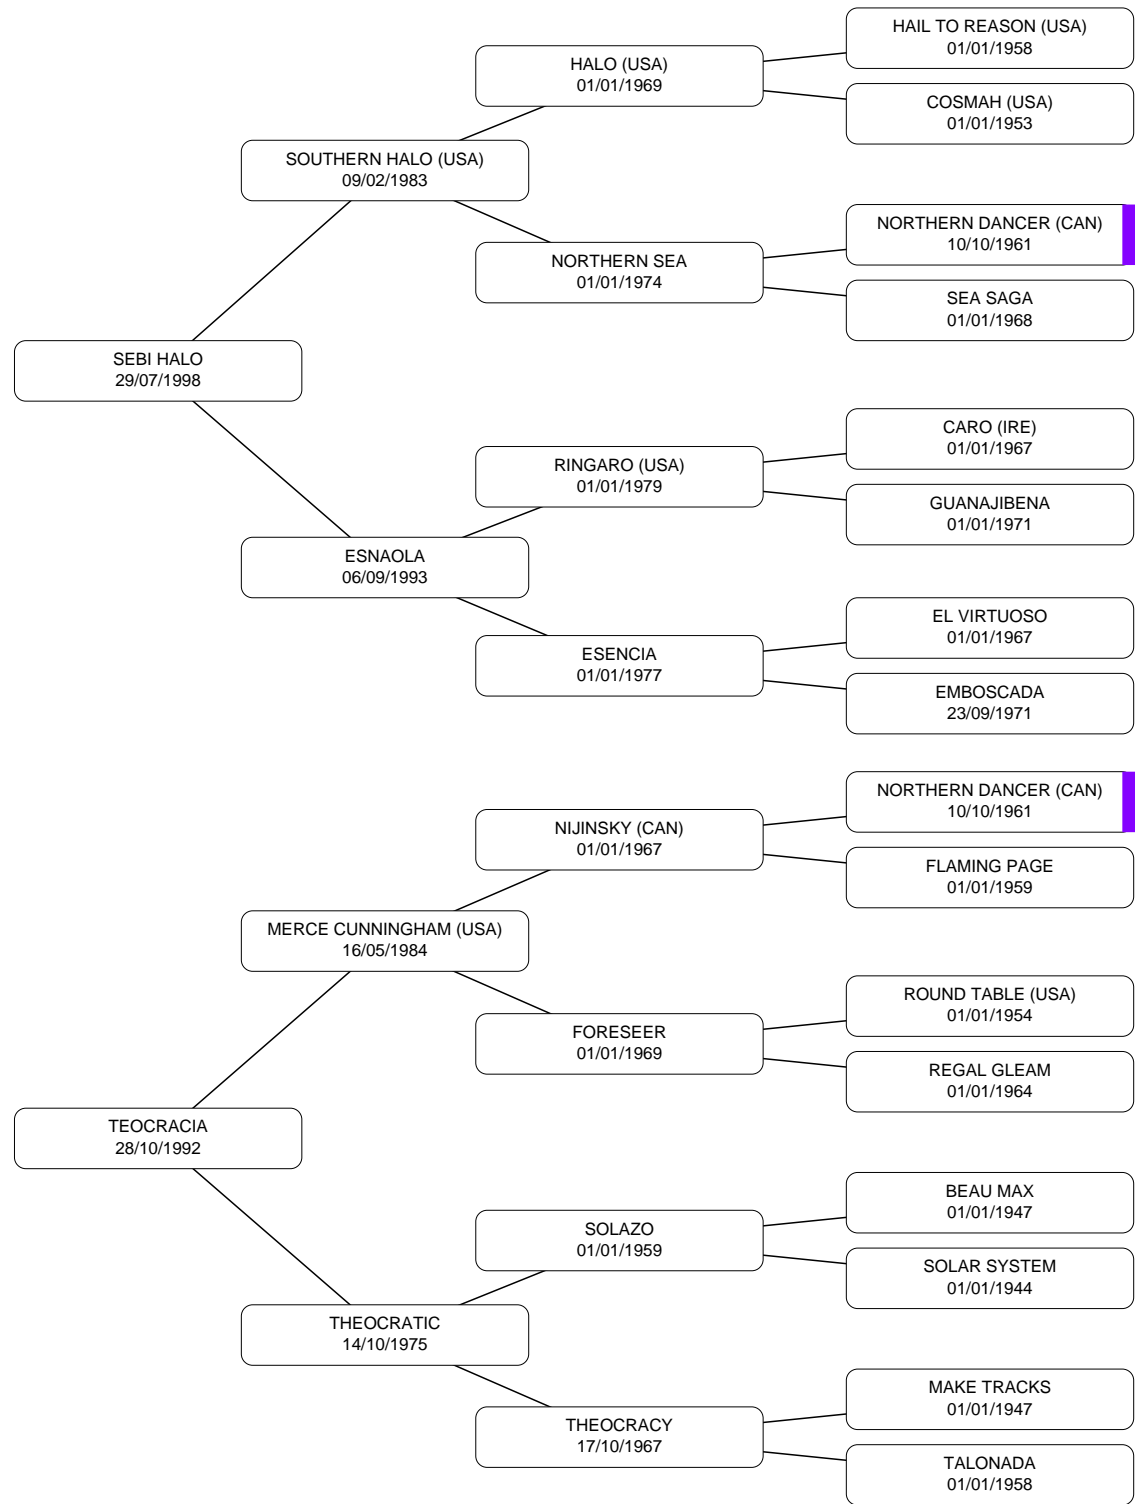 HAIL TO REASON (USA)
01/01/1958
HALO (USA)
01/01/1969
COSMAH (USA)
01/01/1953
SOUTHERN HALO (USA)
09/02/1983
NORTHERN DANCER (CAN)
10/10/1961
NORTHERN SEA
01/01/1974
SEA SAGA
01/01/1968
SEBI HALO
29/07/1998
CARO (IRE)
01/01/1967
RINGARO (USA)
01/01/1979
GUANAJIBENA
01/01/1971
ESNAOLA
06/09/1993
EL VIRTUOSO
01/01/1967
ESENCIA
01/01/1977
EMBOSCADA
23/09/1971
NORTHERN DANCER (CAN)
10/10/1961
NIJINSKY (CAN)
01/01/1967
FLAMING PAGE
01/01/1959
MERCE CUNNINGHAM (USA)
16/05/1984
ROUND TABLE (USA)
01/01/1954
FORESEER
01/01/1969
REGAL GLEAM
01/01/1964
TEOCRACIA
28/10/1992
BEAU MAX
01/01/1947
SOLAZO
01/01/1959
SOLAR SYSTEM
01/01/1944
THEOCRATIC
14/10/1975
MAKE TRACKS
01/01/1947
THEOCRACY
17/10/1967
TALONADA
01/01/1958